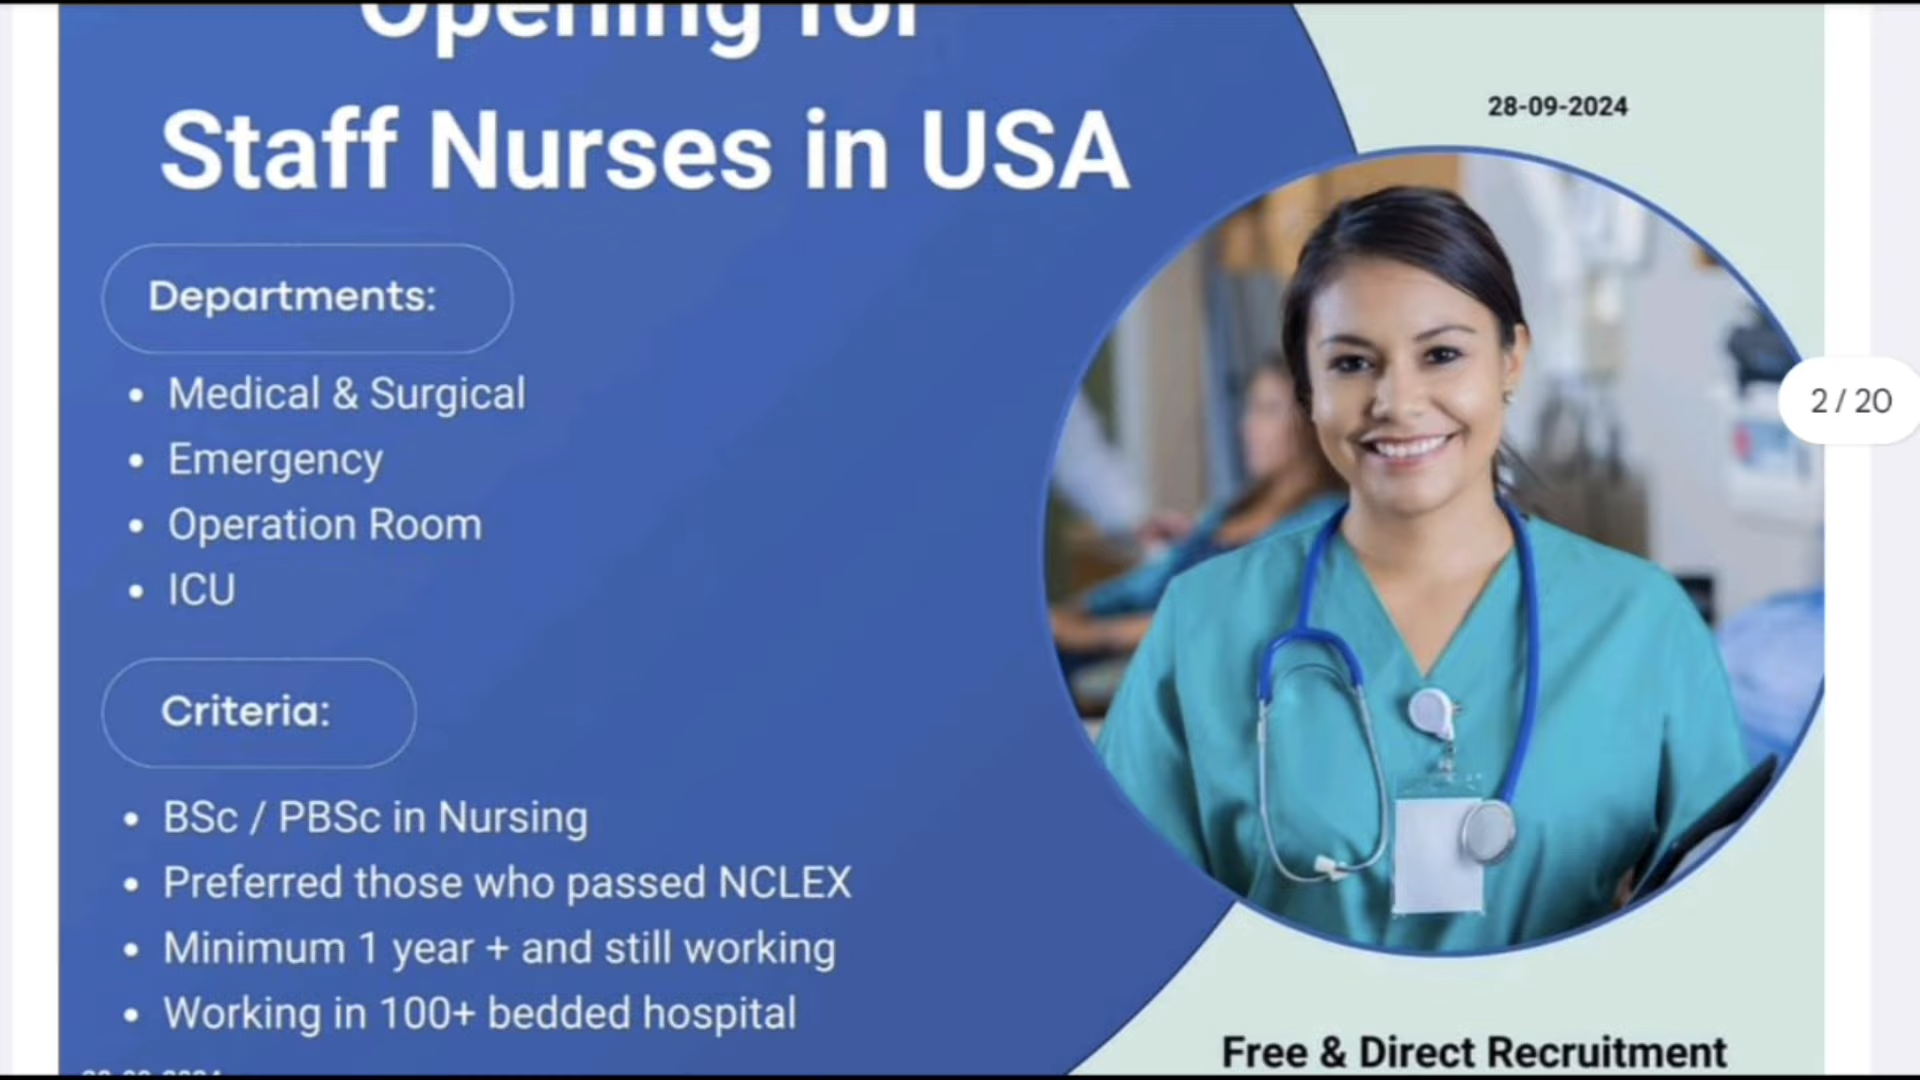 Opening for
Staff Nurses in USA
28-09-2024
Departments:
• Medical & Surgical
• Emergency
• Operation Room
• ICU
2 / 20
Criteria:
• BSc / PBSc in Nursing
• Preferred those who passed NCLEX
• Minimum 1 year + and still working
• Working in 100+ bedded hospital
Free & Direct Recruitment